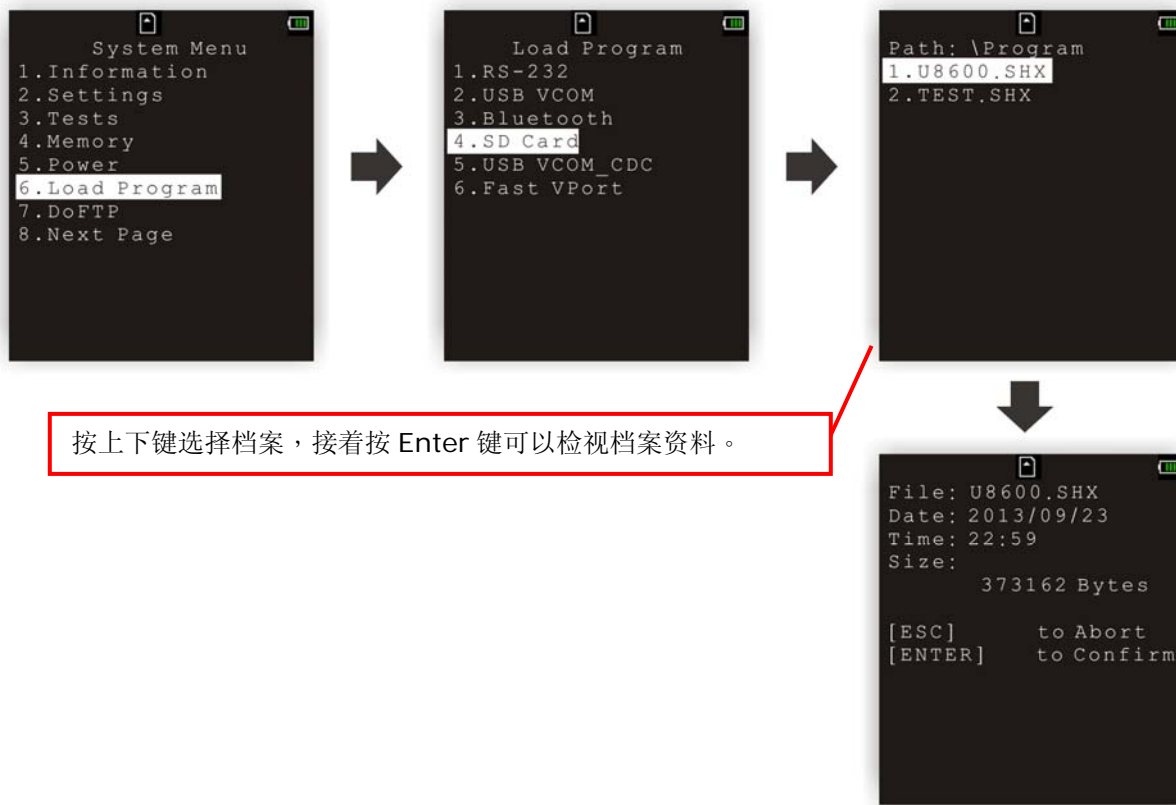 System Menu
1.Information
2.Settings
3.Tests
4.Memory
5.Power
6.Load Program
7.DoFTP
8.Next Page
Load Program
1.RS-232
2.USB VCOM
3.Bluetooth
4.SD Card
5.USB VCOM_CDC
6.Fast VPort
Path: \Program
1.U8600.SHX
2.TEST.SHX
按上下键选择档案，接着按 Enter 键可以检视档案资料。
File: U8600.SHX
Date: 2013/09/23
Time: 22:59
Size:
373162 Bytes
[ESC] to Abort
[ENTER] to Confirm